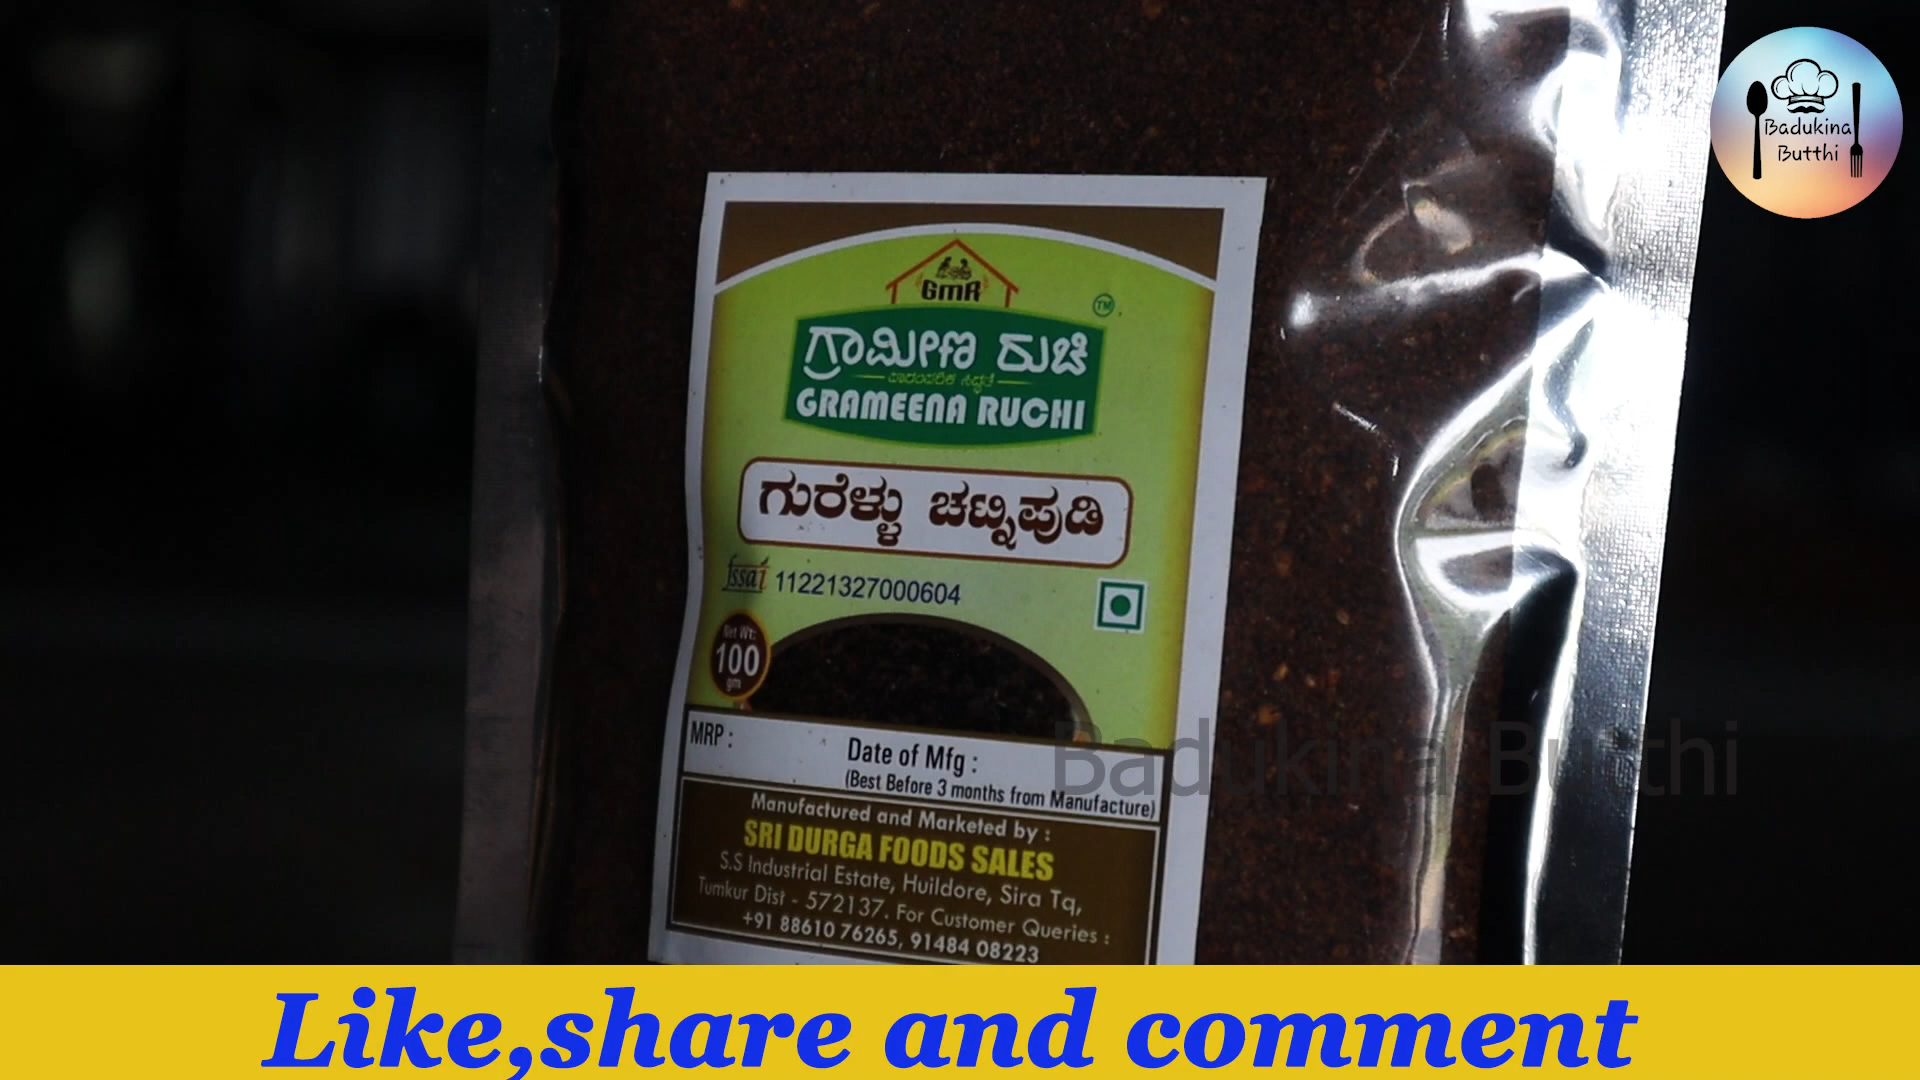 Badukina
Butthi
GMR
TM
ಗ್ರಾಮೀಣ ರುಚಿ
GRAMEENA RUCHI
ಗುರೆಳ್ಳು ಚಟ್ನಿಪುಡಿ
fssai 11221327000604
Net Wt:
100
gm
MRP :
Date of Mfg :
(Best Before 3 months from Manufacture)
Badukina Butthi
Manufactured and Marketed by :
SRI DURGA FOODS SALES
S.S Industrial Estate, Huildore, Sira Tq,
Tumkur Dist - 572137. For Customer Queries :
+91 88610 76265, 91484 08223
Like,share and comment